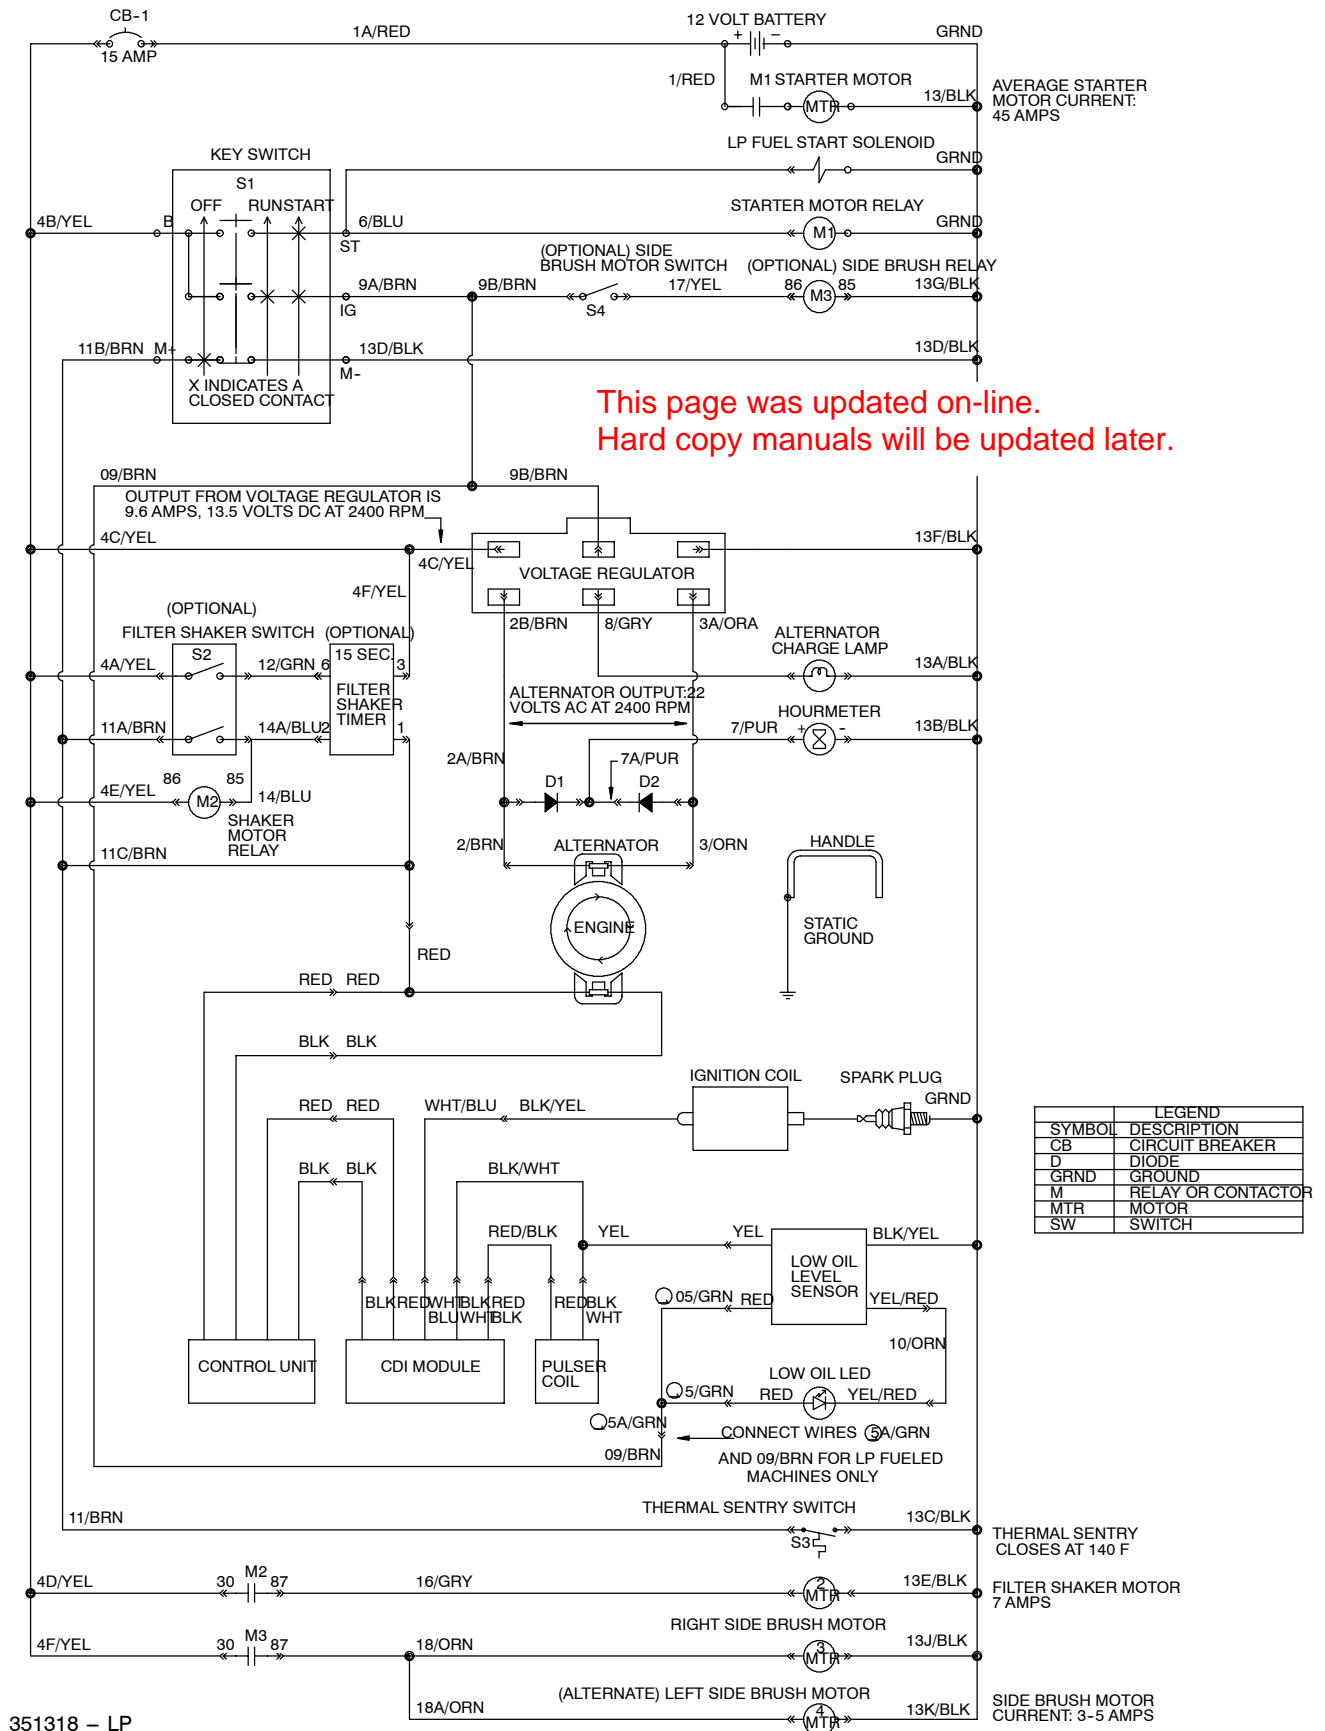 CB-1
15 AMP
1A/RED
12 VOLT BATTERY
+ -
GRND
1/RED
M1 STARTER MOTOR
MTR
13/BLK
AVERAGE STARTER
MOTOR CURRENT:
45 AMPS
LP FUEL START SOLENOID
GRND
KEY SWITCH
S1
OFF RUN START
4B/YEL
B
6/BLU
ST
STARTER MOTOR RELAY
M1
GRND
(OPTIONAL) SIDE
BRUSH MOTOR SWITCH
(OPTIONAL) SIDE BRUSH RELAY
9A/BRN
IG
9B/BRN
S4
17/YEL
86 M3 85
13G/BLK
11B/BRN M+
13D/BLK
M-
13D/BLK
X INDICATES A
CLOSED CONTACT
This page was updated on-line.
Hard copy manuals will be updated later.
09/BRN
9B/BRN
OUTPUT FROM VOLTAGE REGULATOR IS
9.6 AMPS, 13.5 VOLTS DC AT 2400 RPM
4C/YEL
4C/YEL
VOLTAGE REGULATOR
13F/BLK
4F/YEL
(OPTIONAL)
FILTER SHAKER SWITCH
(OPTIONAL)
2B/BRN
8/GRY
3A/ORA
ALTERNATOR
CHARGE LAMP
S2
15 SEC.
FILTER
SHAKER
TIMER
4A/YEL
12/GRN 6
3
13A/BLK
ALTERNATOR OUTPUT:22
VOLTS AC AT 2400 RPM
HOURMETER
11A/BRN
14A/BLU 2
1
7/PUR
+ -
13B/BLK
2A/BRN
7A/PUR
D1
D2
86 85
4E/YEL
M2
14/BLU
SHAKER
MOTOR
RELAY
2/BRN
ALTERNATOR
3/ORN
HANDLE
11C/BRN
ENGINE
STATIC
GROUND
RED
RED RED
BLK BLK
IGNITION COIL
SPARK PLUG
GRND
RED RED
WHT/BLU
BLK/YEL
BLK BLK
BLK/WHT
LEGEND
SYMBOL DESCRIPTION
CB CIRCUIT BREAKER
D DIODE
GRND GROUND
M RELAY OR CONTACTOR
MTR MOTOR
SW SWITCH
RED/BLK
YEL
YEL
BLK/YEL
LOW OIL
LEVEL
SENSOR
BLK RED WHT BLK RED
BLU WHT BLK
RED BLK
WHT
05/GRN RED
YEL/RED
10/ORN
CONTROL UNIT
CDI MODULE
PULSER
COIL
LOW OIL LED
5/GRN
RED
YEL/RED
5A/GRN
CONNECT WIRES 5A/GRN
AND 09/BRN FOR LP FUELED
MACHINES ONLY
09/BRN
THERMAL SENTRY SWITCH
11/BRN
S3
13C/BLK
THERMAL SENTRY
CLOSES AT 140 F
4D/YEL
30 M2 87
16/GRY
2
MTR
13E/BLK
FILTER SHAKER MOTOR
7 AMPS
RIGHT SIDE BRUSH MOTOR
4F/YEL
30 M3 87
18/ORN
3
MTR
13J/BLK
(ALTERNATE) LEFT SIDE BRUSH MOTOR
18A/ORN
4
MTR
13K/BLK
SIDE BRUSH MOTOR
CURRENT: 3-5 AMPS
351318 – LP